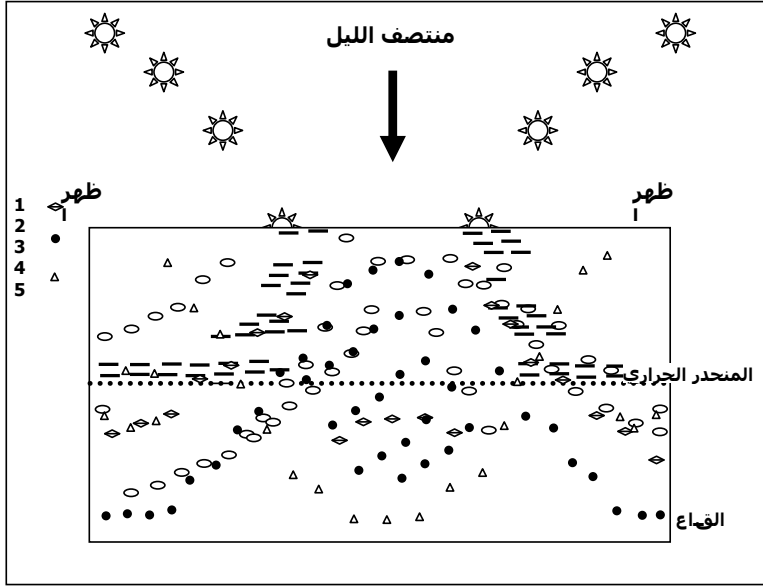 منتصف الليل
ظهر
ا
ظهر
ا
1
2
3
4
5
المنحدر الحراري
القاع